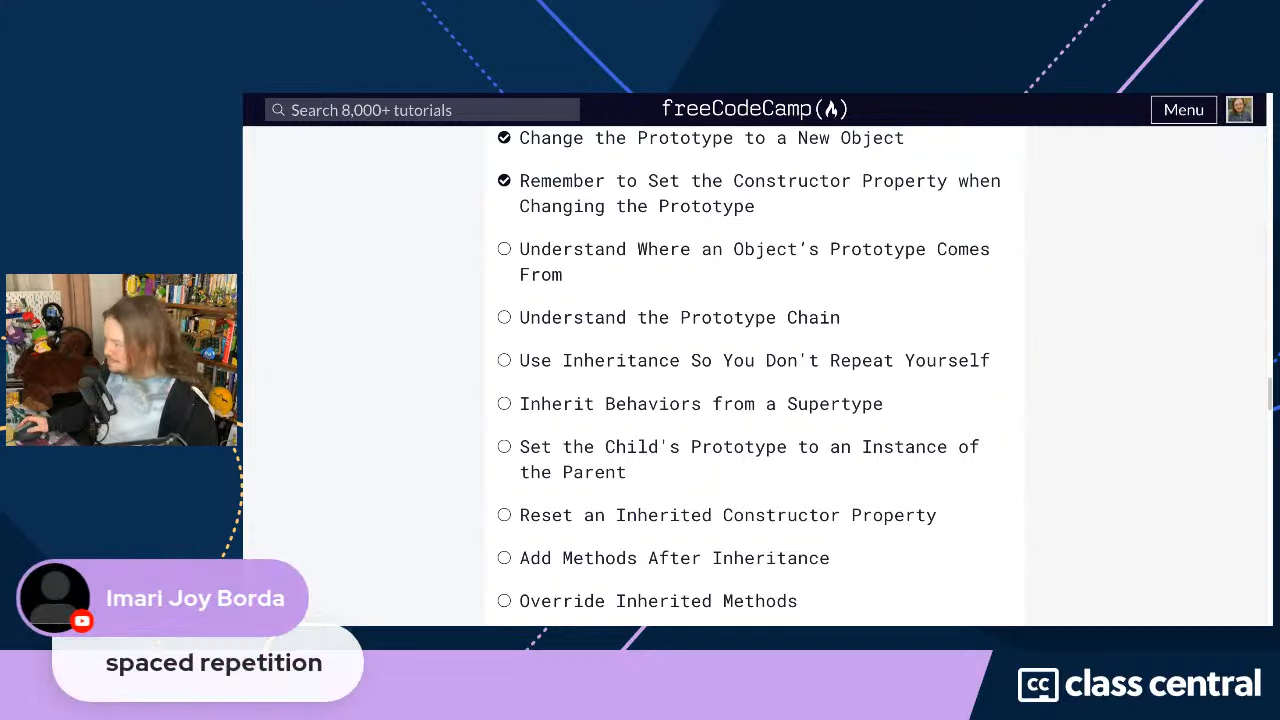 Search 8,000+ tutorials
freeCodeCamp
Menu
Change the Prototype to a New Object
Remember to Set the Constructor Property when
Changing the Prototype
Understand Where an Object’s Prototype Comes
From
Understand the Prototype Chain
Use Inheritance So You Don't Repeat Yourself
Inherit Behaviors from a Supertype
Set the Child's Prototype to an Instance of
the Parent
Reset an Inherited Constructor Property
Add Methods After Inheritance
Override Inherited Methods
Imari Joy Borda
spaced repetition
cc class central